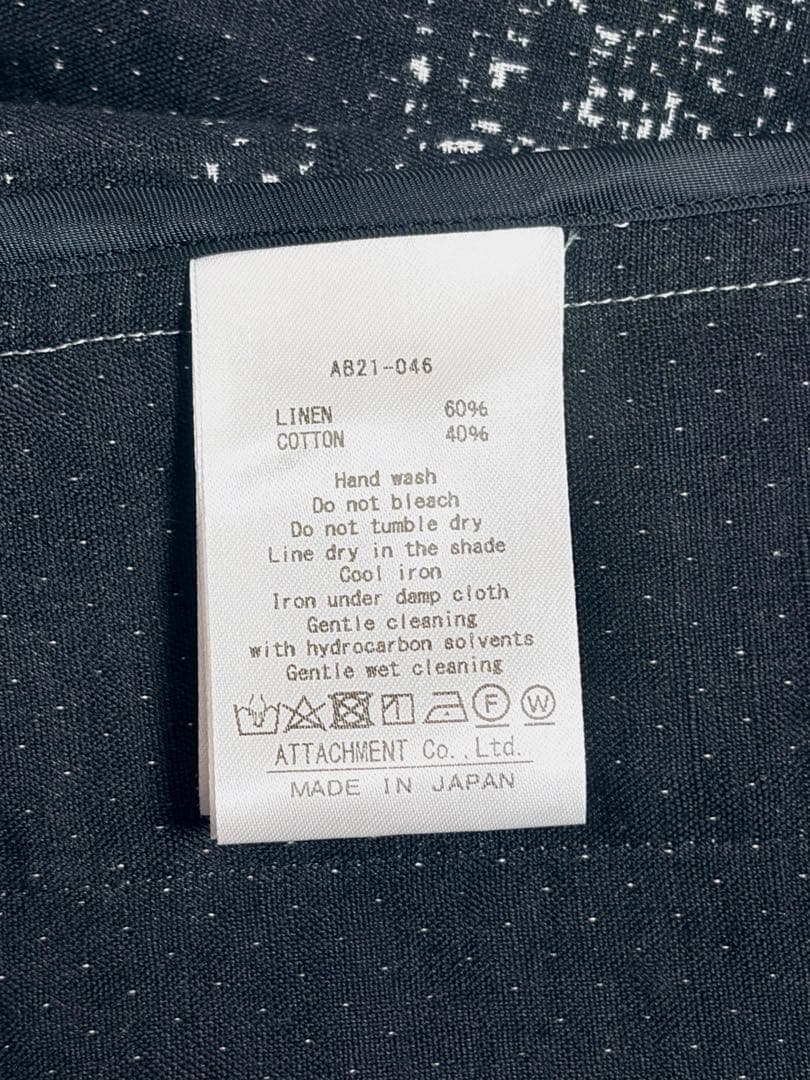 AB21-046
LINEN 60%
COTTON 40%
Hand wash
Do not bleach
Do not tumble dry
Line dry in the shade
Cool iron
Iron under damp cloth
Gentle cleaning
with hydrocarbon solvents
Gentle wet cleaning
F W
ATTACHMENT Co.,Ltd.
MADE IN JAPAN